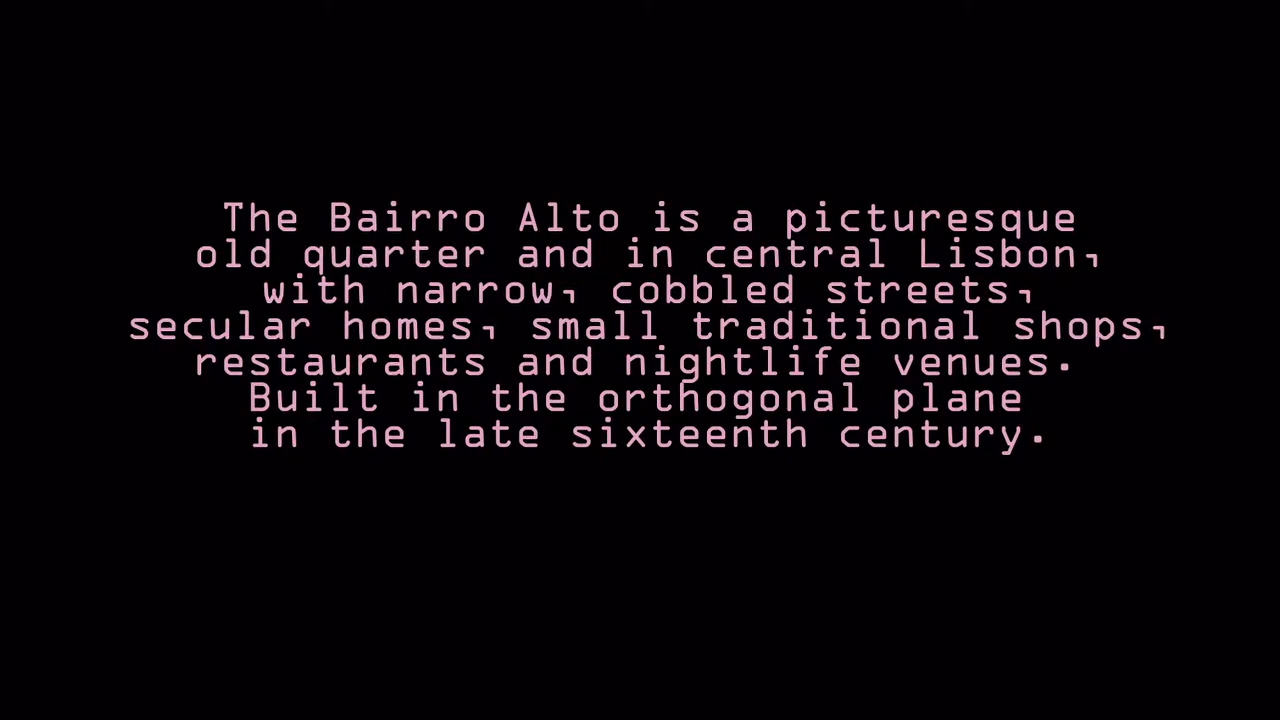 The Bairro Alto is a picturesque
old quarter and in central Lisbon,
with narrow, cobbled streets,
secular homes, small traditional shops,
restaurants and nightlife venues.
Built in the orthogonal plane
in the late sixteenth century.